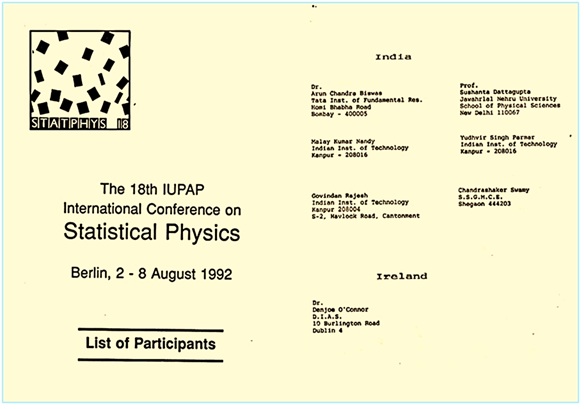 STATPHYS 18
The 18th IUPAP
International Conference on
Statistical Physics
Berlin, 2 - 8 August 1992
List of Participants
India
Dr.
Arun Chandra Biswas
Tata Inst. of Fundamental Res.
Homi Bhabha Road
Bombay - 400005
Prof.
Sushanta Dattagupta
Javahrlal Nehru University
School of Physical Sciences
New Delhi 110067
Malay Kumar Nandy
Indian Inst. of Technology
Kanpur - 208016
Yudhvir Singh Parmar
Indian Inst. of Technology
Kanpur - 208016
Govindan Rajesh
Indian Inst. of Technology
Kanpur 208004
S-2, Havlock Road, Cantonment
Chandrashaker Swamy
S.S.G.M.C.E.
Shegaon 444203
Ireland
Dr.
Denjoe O'Connor
D.I.A.S.
10 Burlington Road
Dublin 4